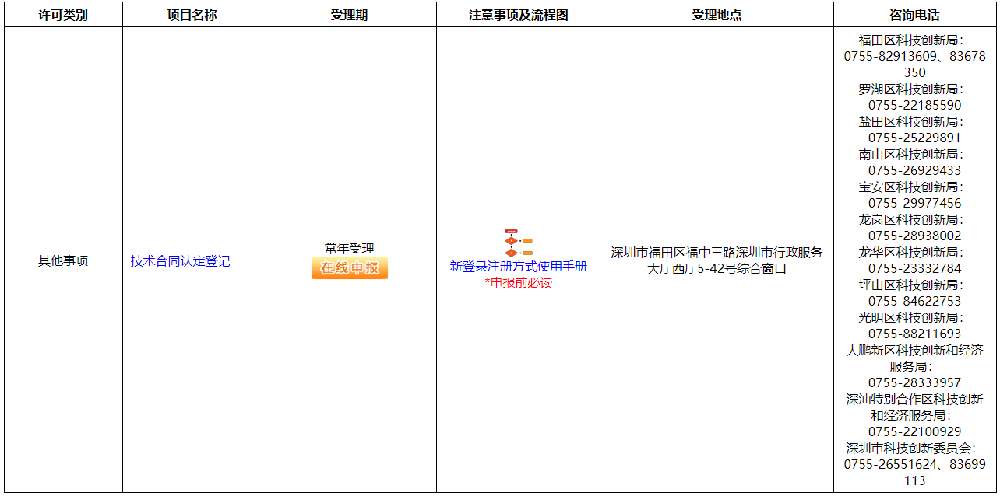 许可类别
项目名称
受理期
注意事项及流程图
受理地点
咨询电话
其他事项
技术合同认定登记
常年受理
在线申报
新登录注册方式使用手册
*申报前必读
深圳市福田区福中三路深圳市行政服务
大厅西厅5-42号综合窗口
福田区科技创新局：
0755-82913609、83678
350
罗湖区科技创新局：
0755-22185590
盐田区科技创新局：
0755-25229891
南山区科技创新局：
0755-26929433
宝安区科技创新局：
0755-29977456
龙岗区科技创新局：
0755-28938002
龙华区科技创新局：
0755-23332784
坪山区科技创新局：
0755-84622753
光明区科技创新局：
0755-88211693
大鹏新区科技创新和经济
服务局：
0755-28333957
深汕特别合作区科技创新
和经济服务局：
0755-22100929
深圳市科技创新委员会：
0755-26551624、83699
113